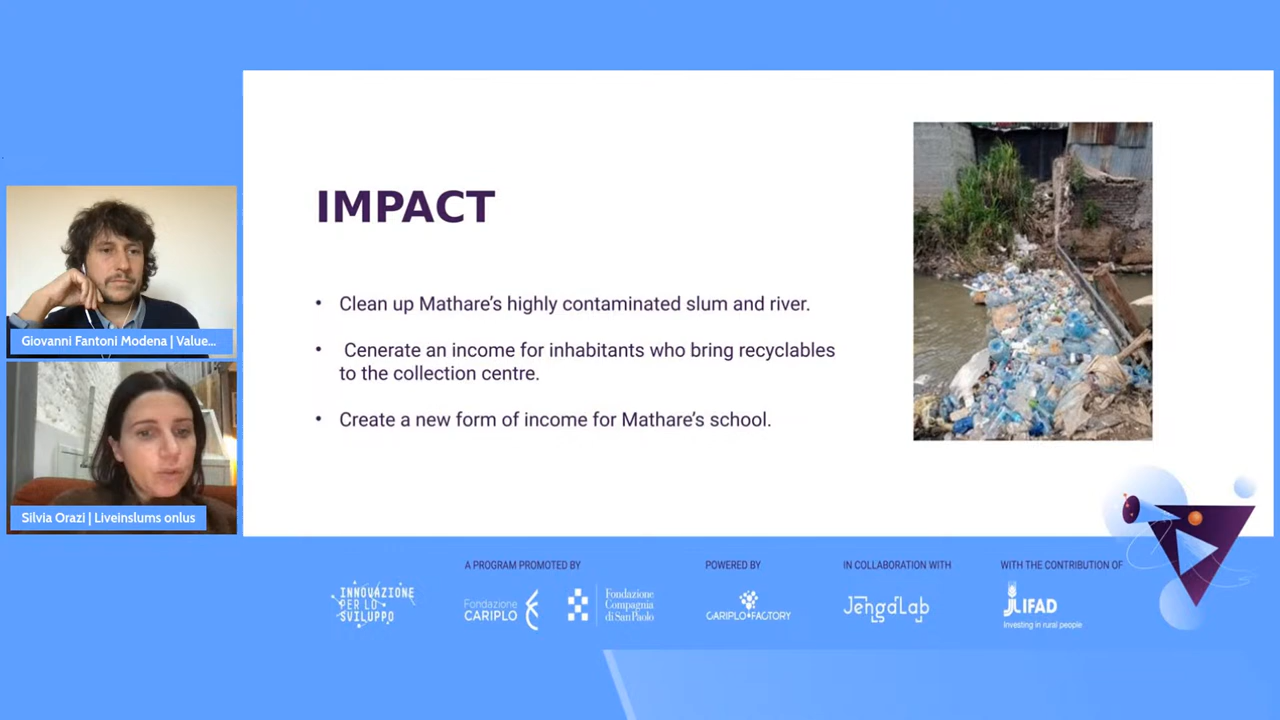 IMPACT
• Clean up Mathare's highly contaminated slum and river.
• Cenerate an income for inhabitants who bring recyclables
to the collection centre.
• Create a new form of income for Mathare's school.
Giovanni Fantoni Modena | Value...
Silvia Orazi | Liveinslums onlus
A PROGRAM PROMOTED BY
POWERED BY
IN COLLABORATION WITH
WITH THE CONTRIBUTION OF
INNOVAZIONE
PER LO
SVILUPPO
Fondazione
CARIPLO
Fondazione
Compagnia
di San Paolo
CARIPLO FACTORY
JengaLab
JLIFAD
Investing in rural people